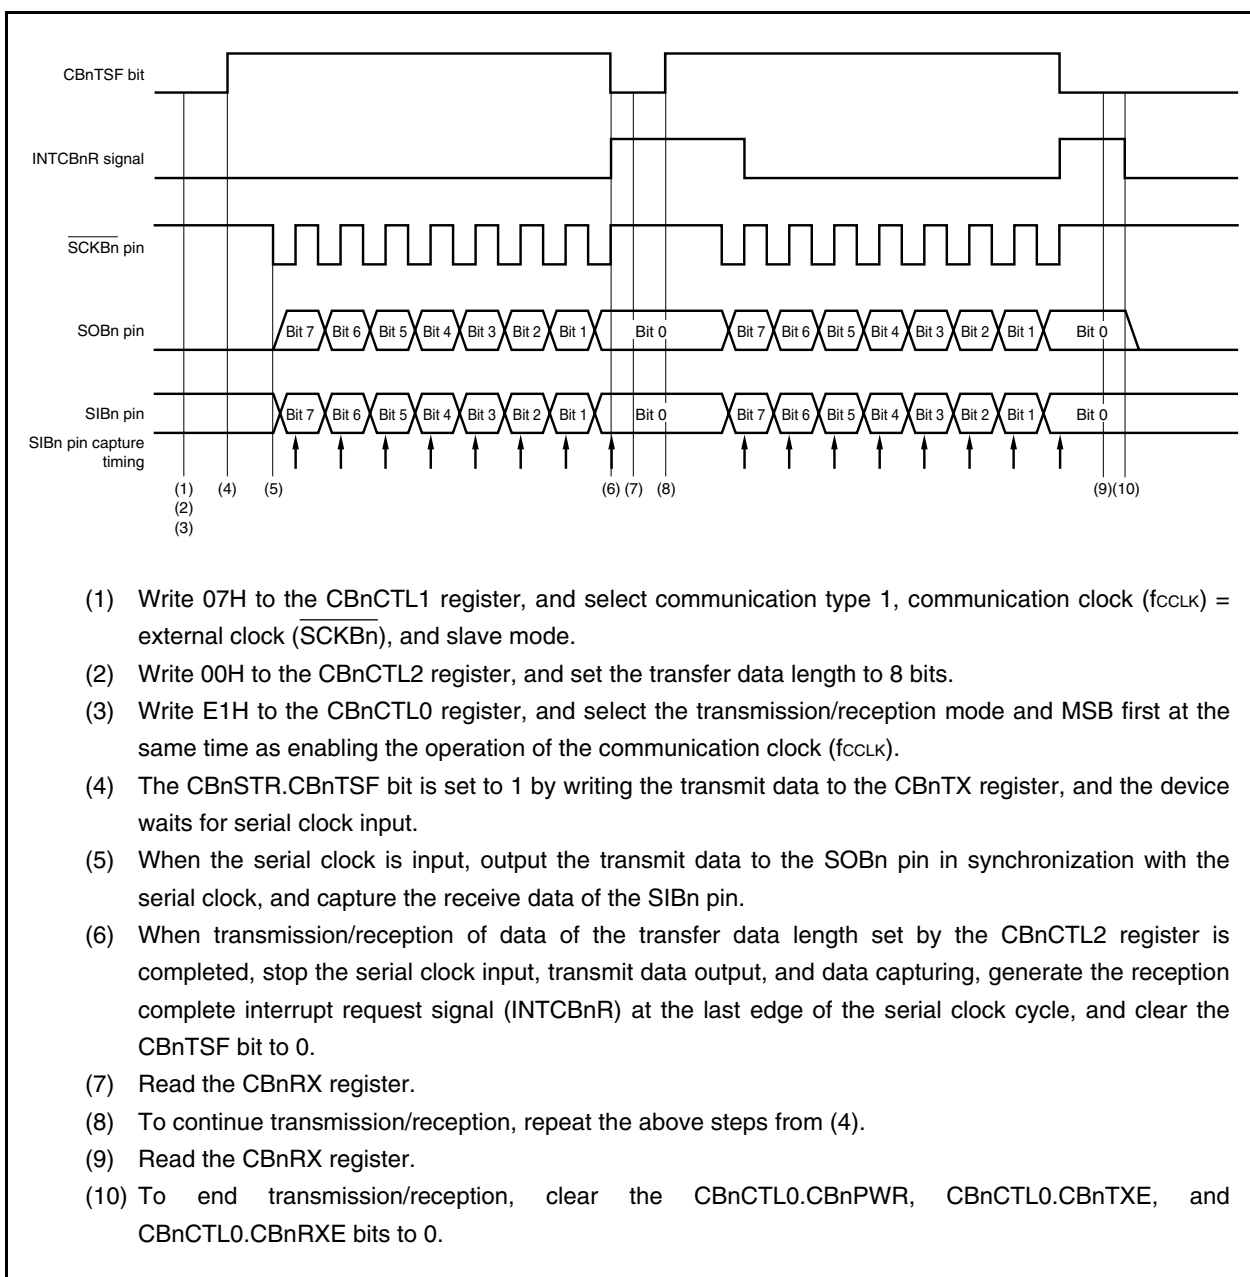 CBnTSF bit
INTCBnR signal
SCKBn pin
SOBn pin
Bit 7 Bit 6 Bit 5 Bit 4 Bit 3 Bit 2 Bit 1 Bit 0 Bit 7 Bit 6 Bit 5 Bit 4 Bit 3 Bit 2 Bit 1 Bit 0
SIBn pin
Bit 7 Bit 6 Bit 5 Bit 4 Bit 3 Bit 2 Bit 1 Bit 0 Bit 7 Bit 6 Bit 5 Bit 4 Bit 3 Bit 2 Bit 1 Bit 0
SIBn pin capture
timing
(1) (4) (5) (6) (7) (8) (9)(10)
(2)
(3)
(1) Write 07H to the CBnCTL1 register, and select communication type 1, communication clock (fCCLK) =
external clock (SCKBn), and slave mode.
(2) Write 00H to the CBnCTL2 register, and set the transfer data length to 8 bits.
(3) Write E1H to the CBnCTL0 register, and select the transmission/reception mode and MSB first at the
same time as enabling the operation of the communication clock (fCCLK).
(4) The CBnSTR.CBnTSF bit is set to 1 by writing the transmit data to the CBnTX register, and the device
waits for serial clock input.
(5) When the serial clock is input, output the transmit data to the SOBn pin in synchronization with the
serial clock, and capture the receive data of the SIBn pin.
(6) When transmission/reception of data of the transfer data length set by the CBnCTL2 register is
completed, stop the serial clock input, transmit data output, and data capturing, generate the reception
complete interrupt request signal (INTCBnR) at the last edge of the serial clock cycle, and clear the
CBnTSF bit to 0.
(7) Read the CBnRX register.
(8) To continue transmission/reception, repeat the above steps from (4).
(9) Read the CBnRX register.
(10) To end transmission/reception, clear the CBnCTL0.CBnPWR, CBnCTL0.CBnTXE, and
CBnCTL0.CBnRXE bits to 0.